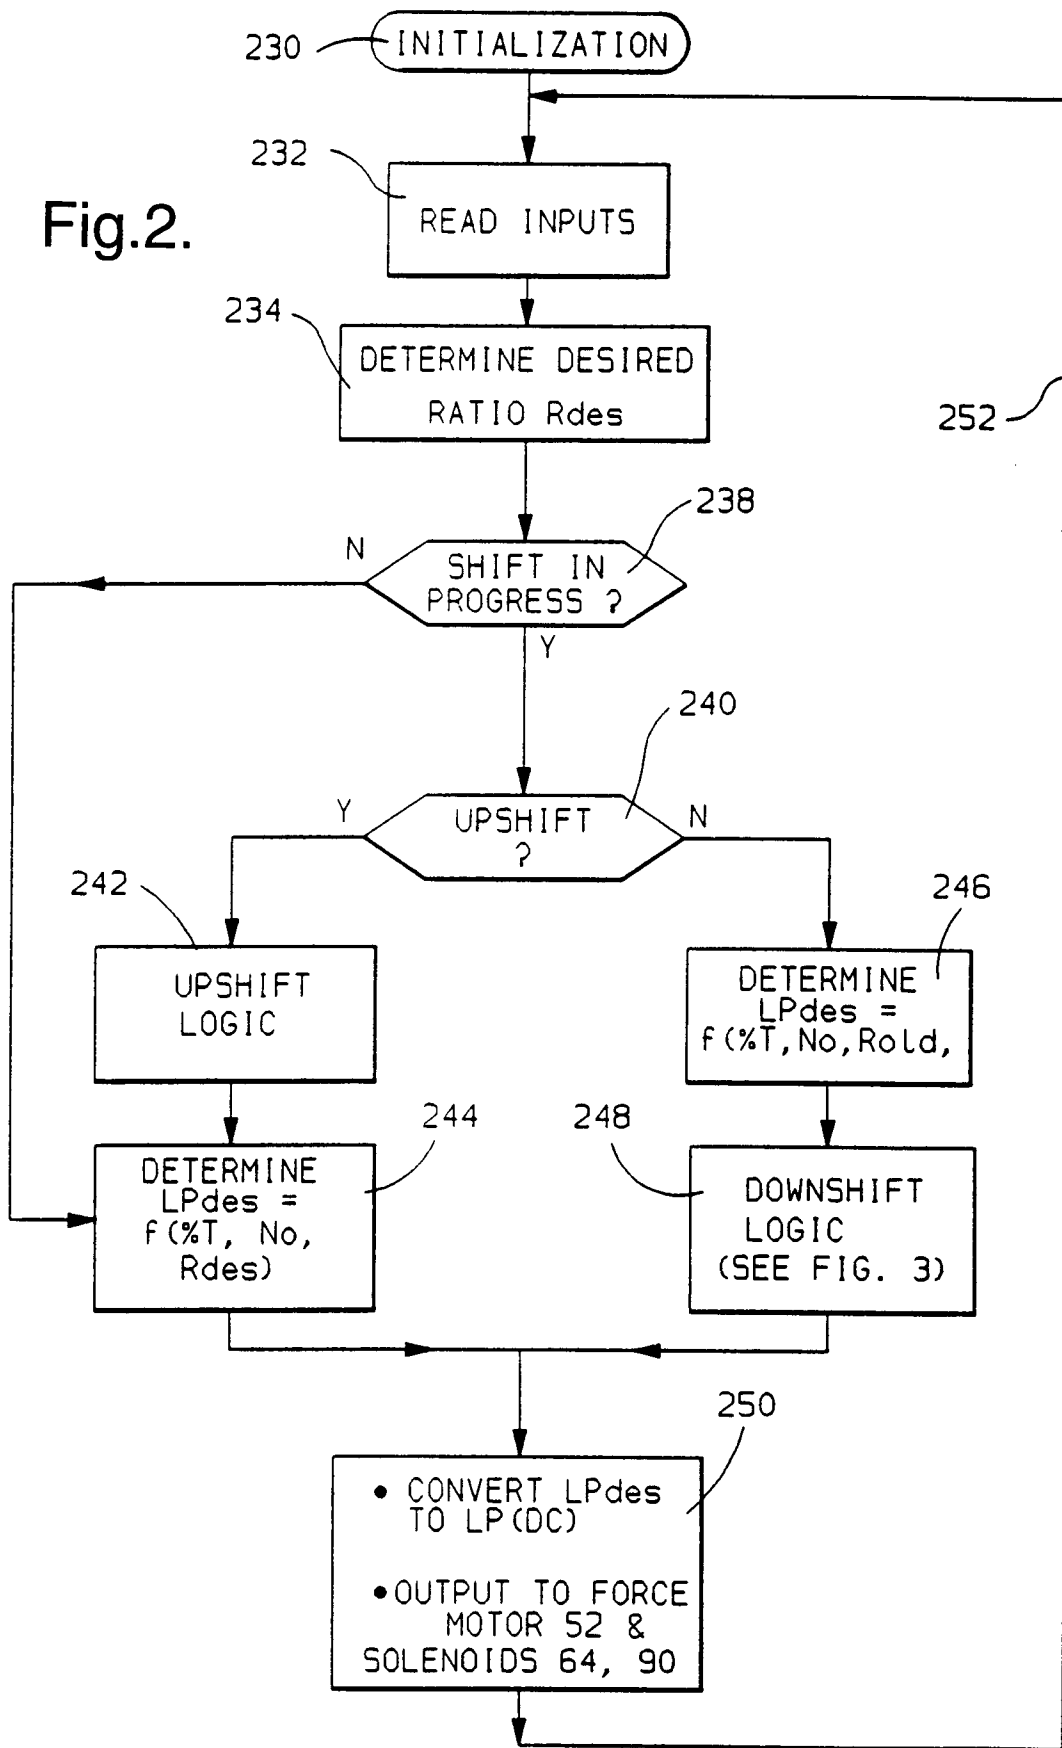 230
INITIALIZATION
232
READ INPUTS
Fig.2.
234
DETERMINE DESIRED
RATIO Rdes
252
238
N
SHIFT IN
PROGRESS ?
Y
240
Y
UPSHIFT
?
N
242
UPSHIFT
LOGIC
246
DETERMINE
LPdes =
f(%T,No,Rold,
244
DETERMINE
LPdes =
f(%T, No,
Rdes)
248
DOWNSHIFT
LOGIC
(SEE FIG. 3)
250
• CONVERT LPdes
TO LP(DC)
• OUTPUT TO FORCE
MOTOR 52 &
SOLENOIDS 64, 90